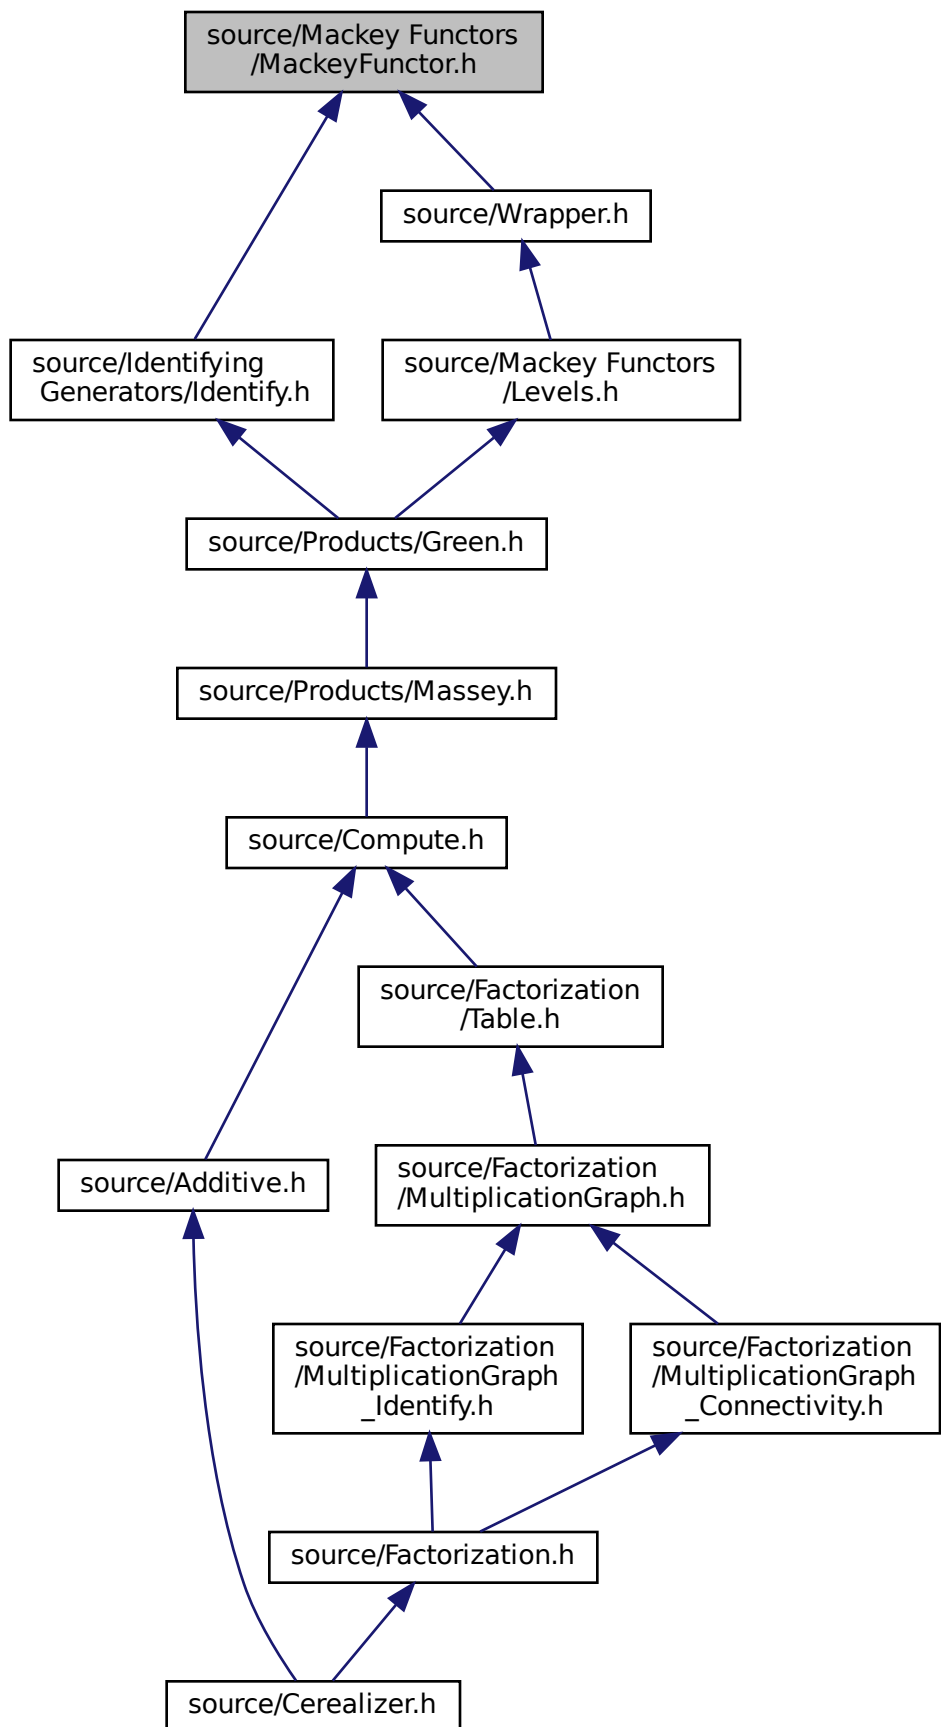 source/Mackey Functors
/MackeyFunctor.h
source/Wrapper.h
source/Identifying
Generators/Identify.h
source/Mackey Functors
/Levels.h
source/Products/Green.h
source/Products/Massey.h
source/Compute.h
source/Factorization
/Table.h
source/Additive.h
source/Factorization
/MultiplicationGraph.h
source/Factorization
/MultiplicationGraph
_Identify.h
source/Factorization
/MultiplicationGraph
_Connectivity.h
source/Factorization.h
source/Cerealizer.h